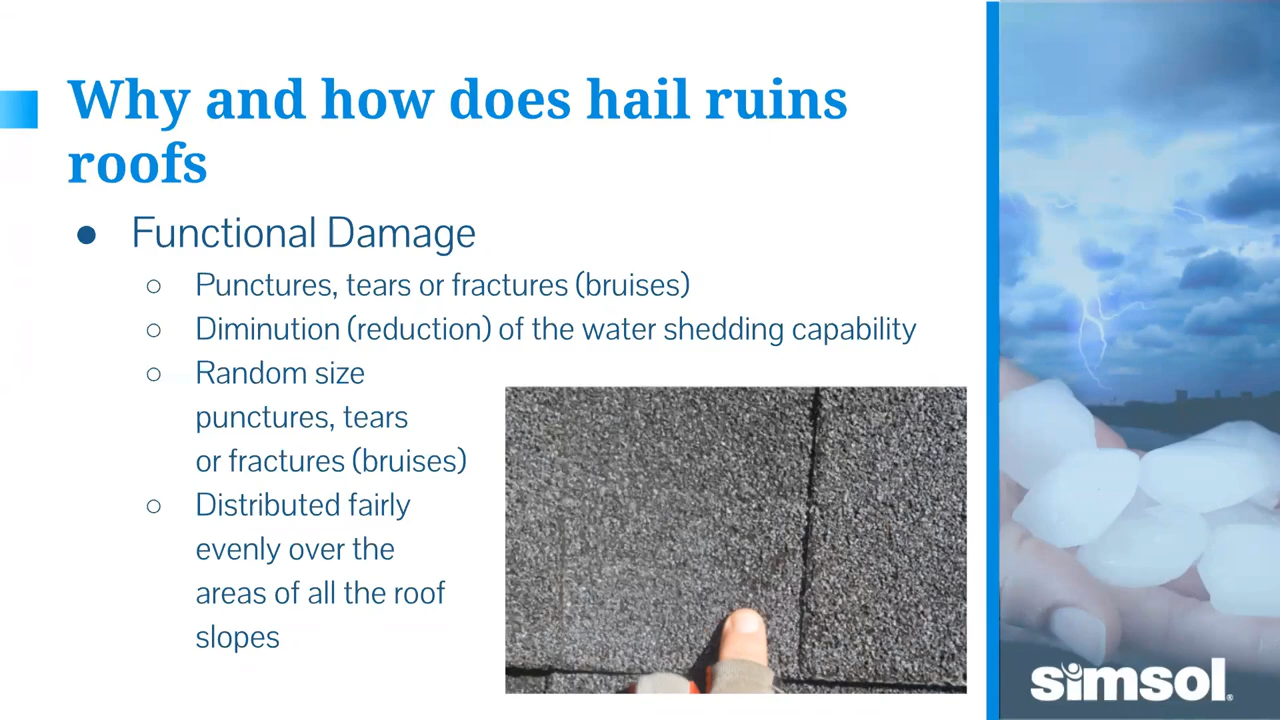 Why and how does hail ruins
roofs
● Functional Damage
○ Punctures, tears or fractures (bruises)
○ Diminution (reduction) of the water shedding capability
○ Random size
punctures, tears
or fractures (bruises)
○ Distributed fairly
evenly over the
areas of all the roof
slopes
simsol®